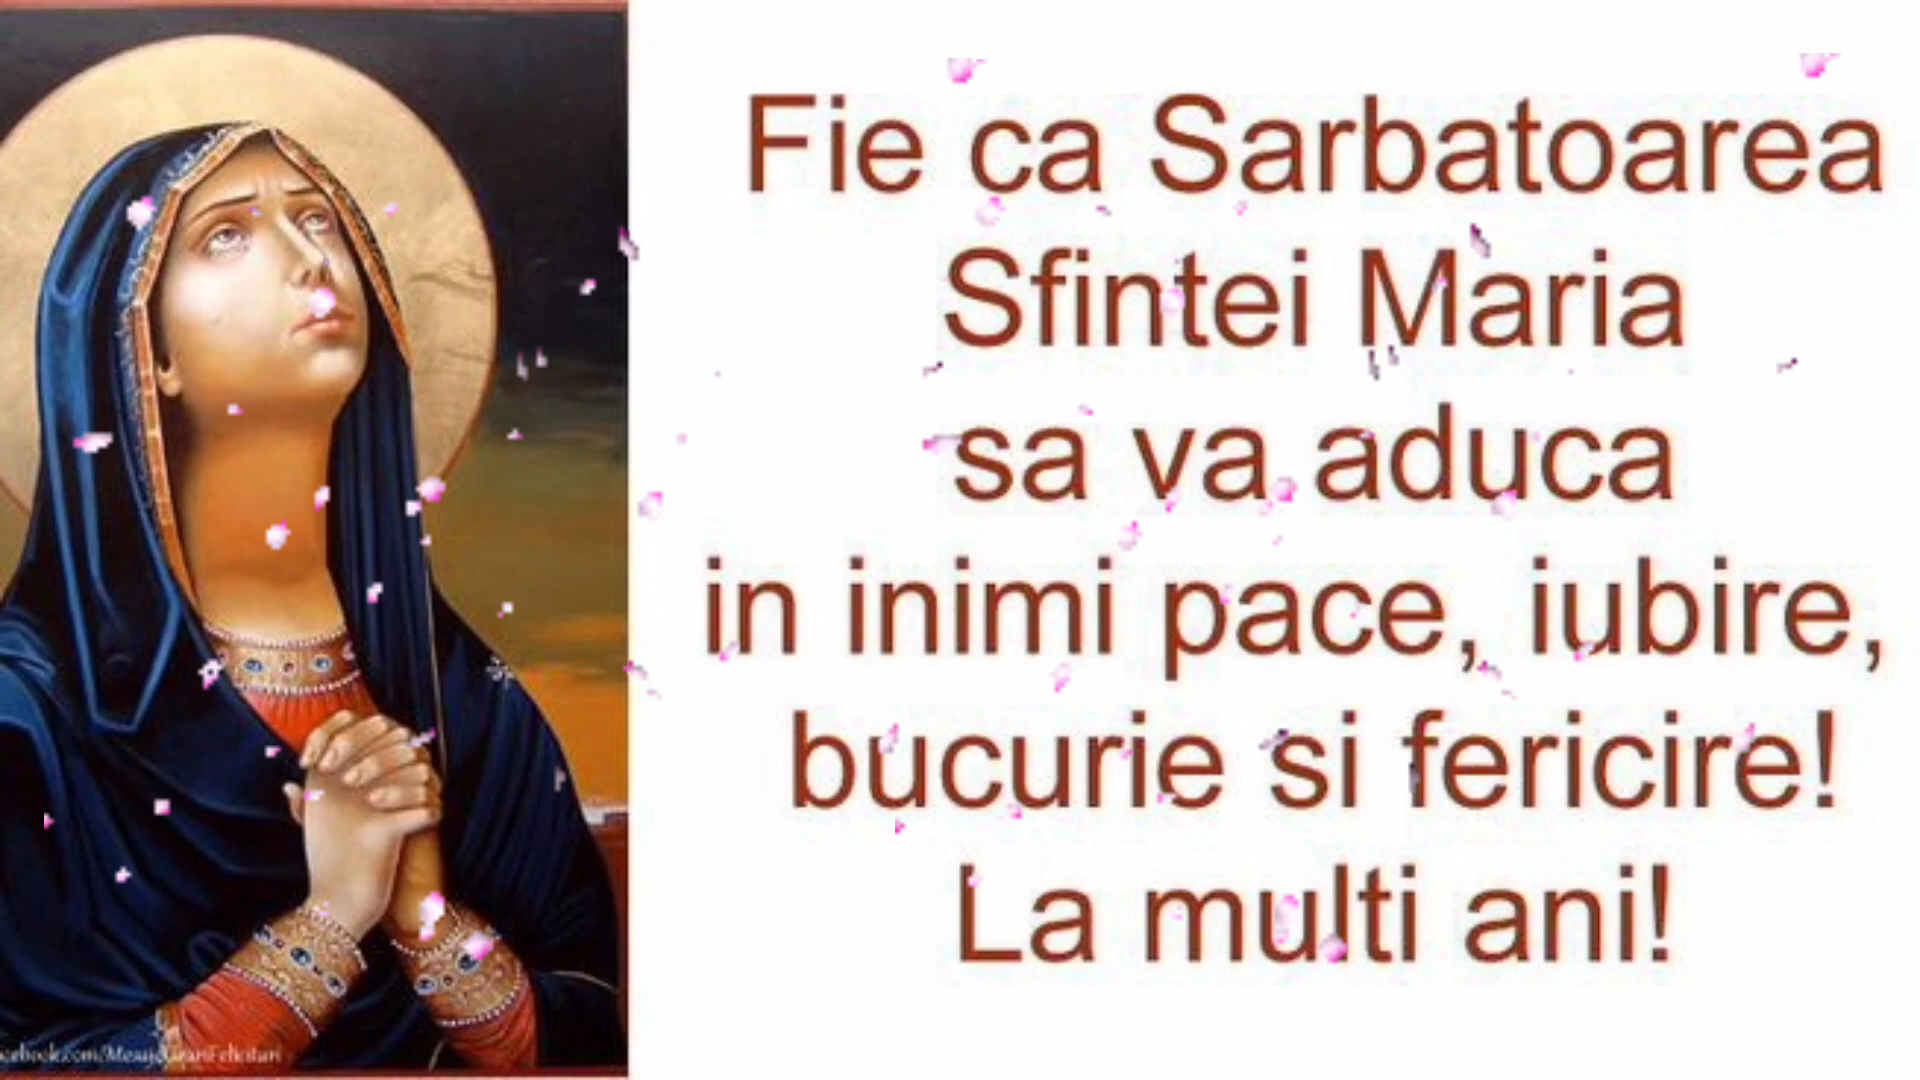 Fie ca Sarbatoarea
Sfintei Maria
sa va aduca
in inimi pace, iubire,
bucurie si fericire!
La multi ani!